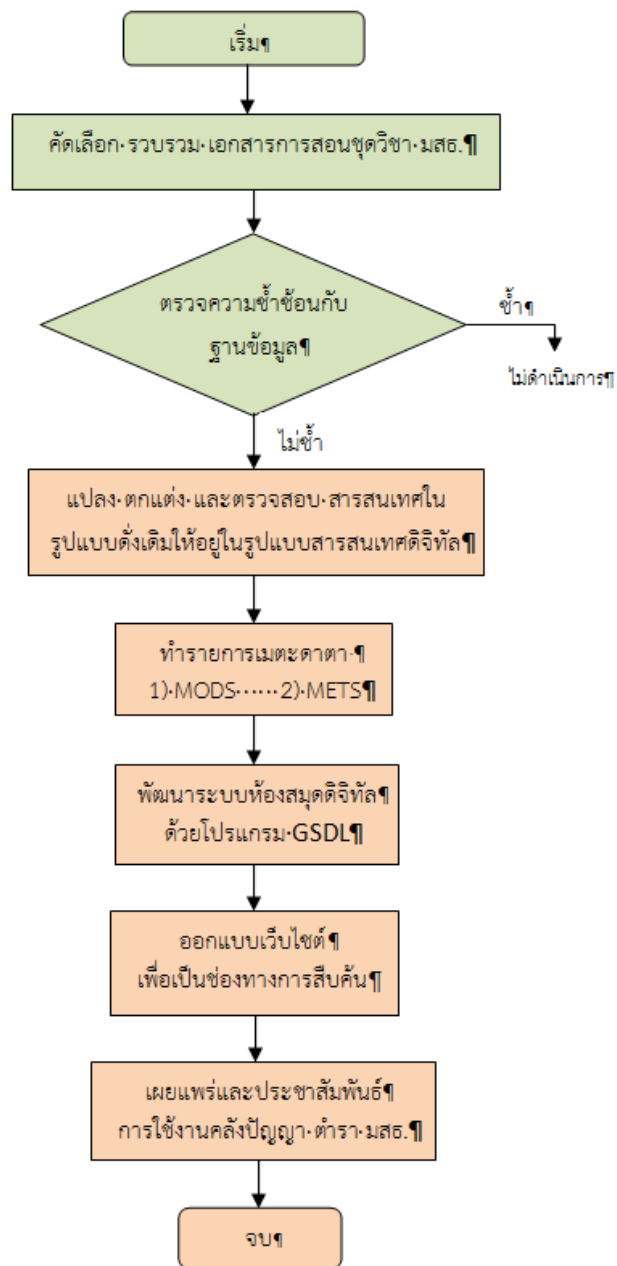 เริ่ม¶
คัดเลือก·รวบรวม·เอกสารการสอนชุดวิชา·มสธ.¶
ตรวจความซ้ำซ้อนกับ
ฐานข้อมูล¶
ซ้ำ¶
ไม่ดำเนินการ¶
ไม่ซ้ำ
แปลง·ตกแต่ง·และตรวจสอบ·สารสนเทศใน
รูปแบบดั่งเดิมให้อยู่ในรูปแบบสารสนเทศดิจิทัล¶
ทำรายการเมตะดาตา·¶
1)·MODS······2)·METS¶
พัฒนาระบบห้องสมุดดิจิทัล¶
ด้วยโปรแกรม·GSDL¶
ออกแบบเว็บไซต์¶
เพื่อเป็นช่องทางการสืบค้น¶
เผยแพร่และประชาสัมพันธ์¶
การใช้งานคลังปัญญา·ตำรา·มสธ.¶
จบ¶